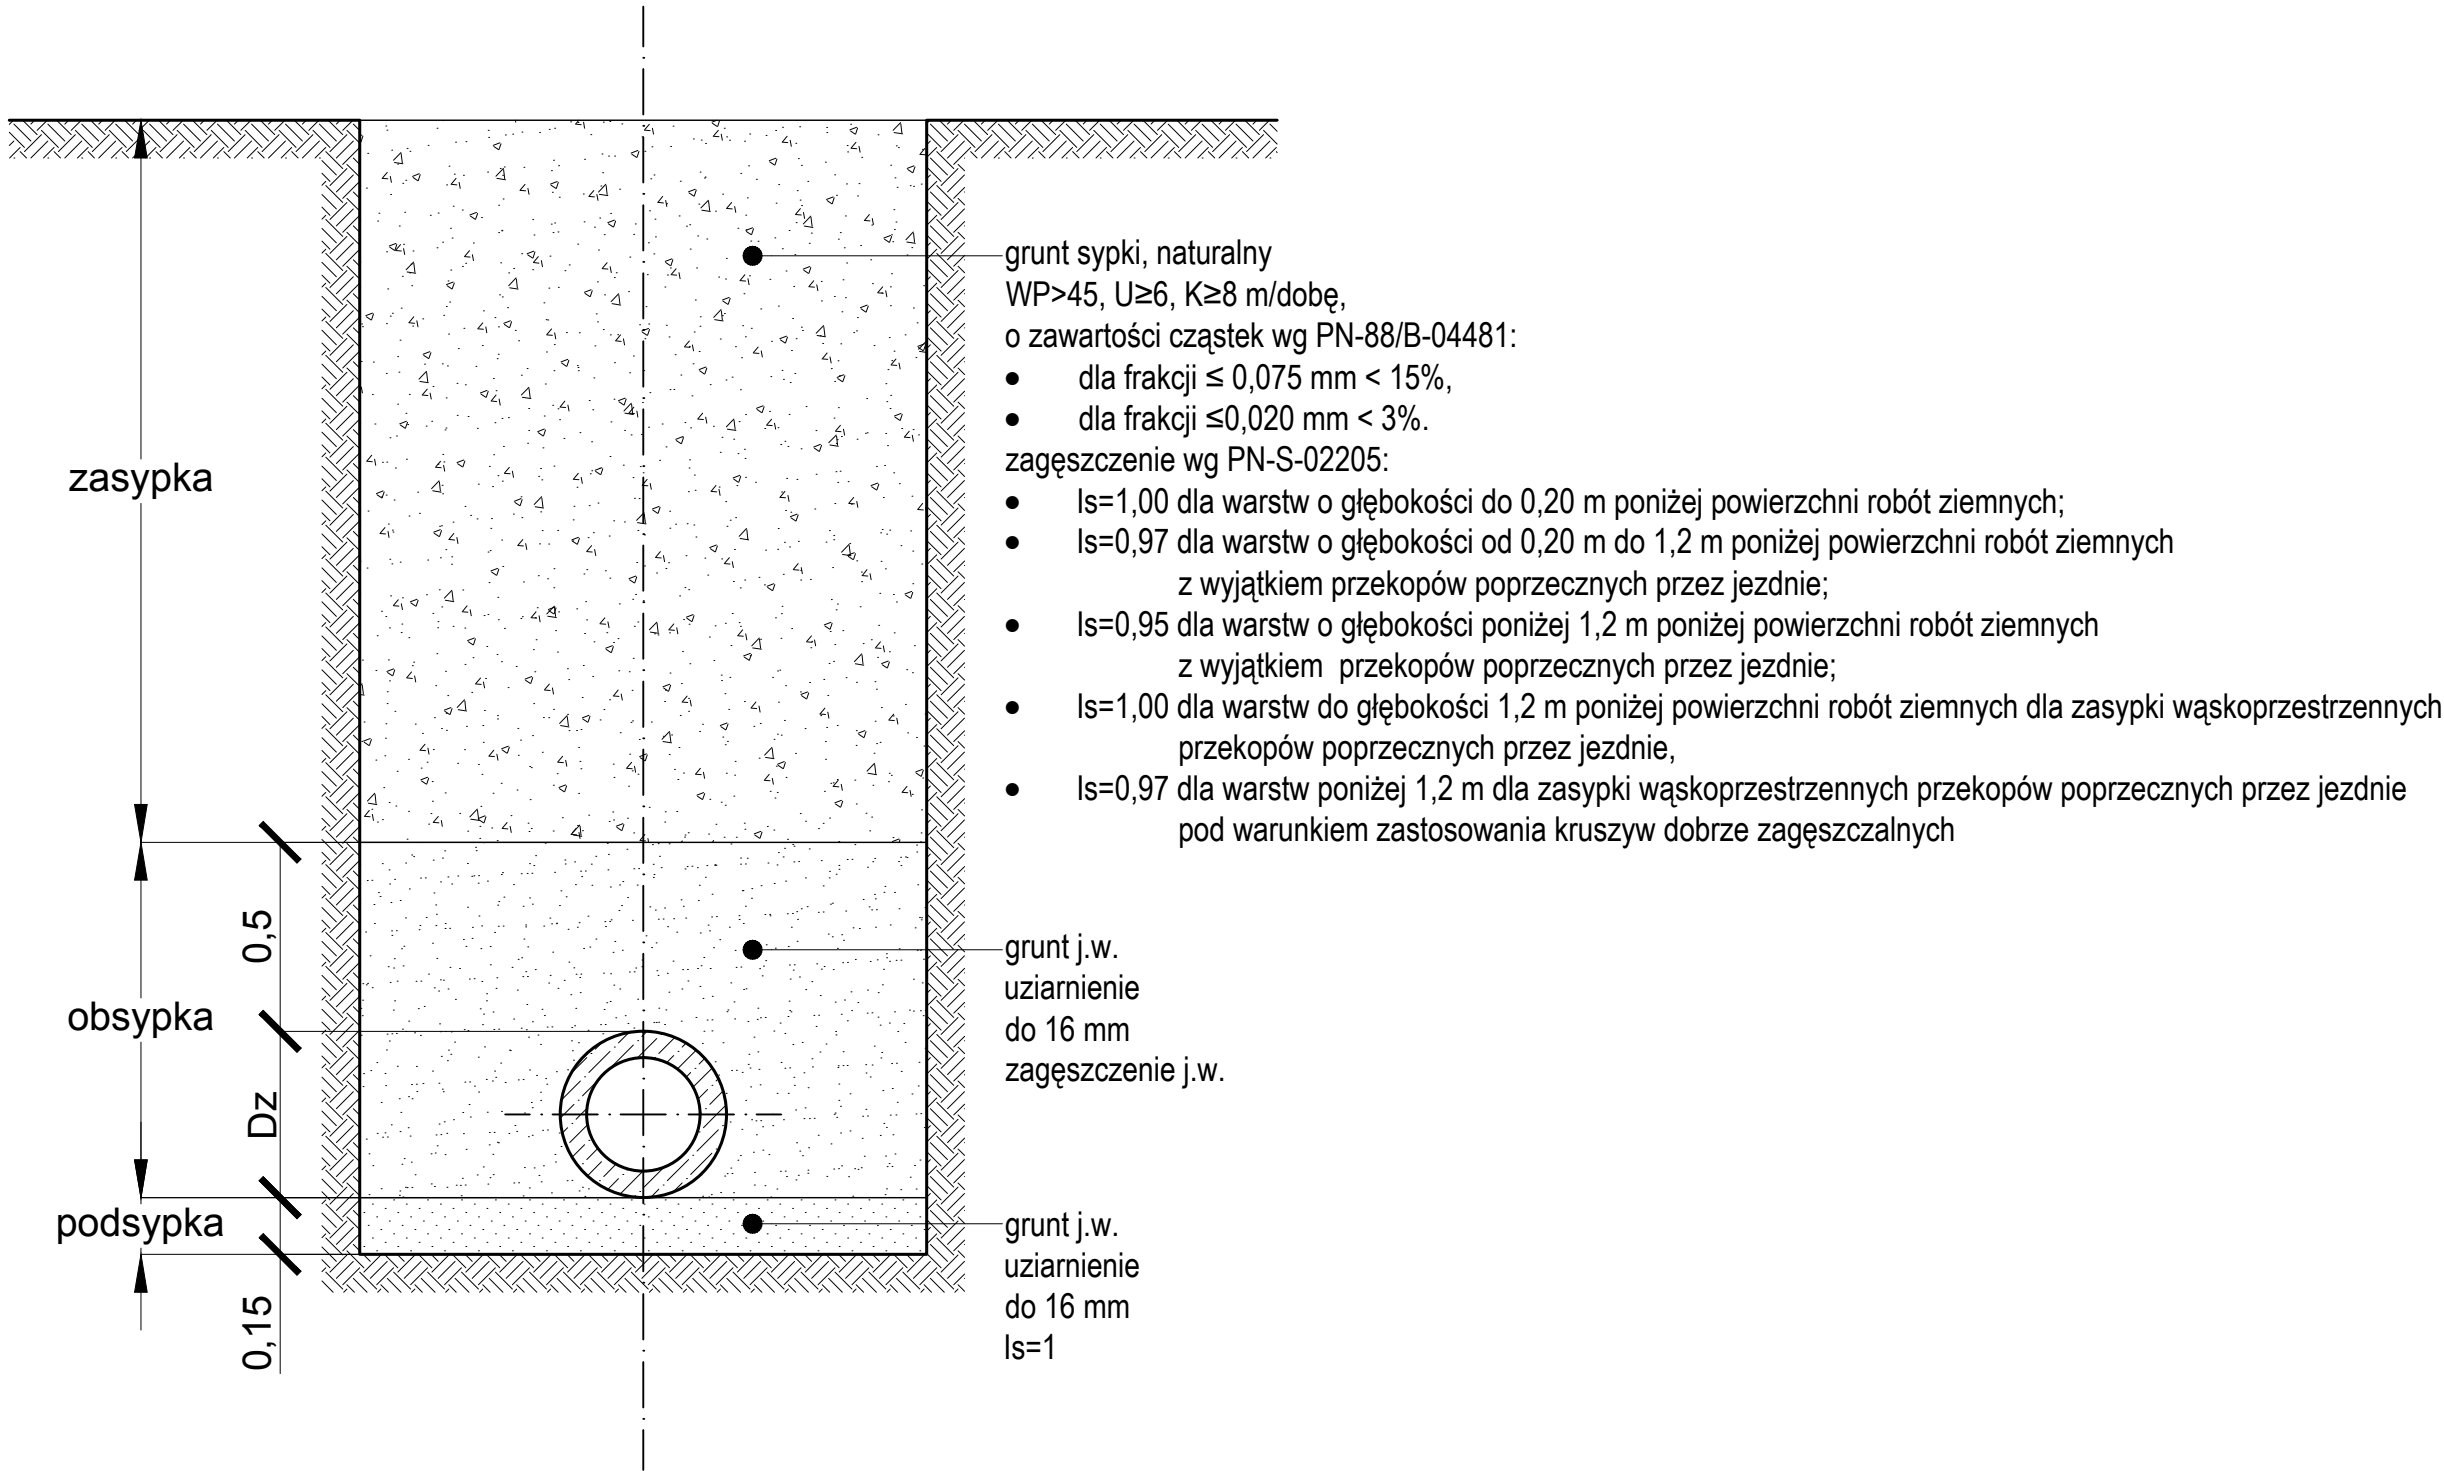 grunt sypki, naturalny
WP>45, U≥6, K≥8 m/dobę,
o zawartości cząstek wg PN-88/B-04481:
● dla frakcji ≤ 0,075 mm < 15%,
● dla frakcji ≤0,020 mm < 3%.
zagęszczenie wg PN-S-02205:
● Is=1,00 dla warstw o głębokości do 0,20 m poniżej powierzchni robót ziemnych;
● Is=0,97 dla warstw o głębokości od 0,20 m do 1,2 m poniżej powierzchni robót ziemnych
z wyjątkiem przekopów poprzecznych przez jezdnie;
● Is=0,95 dla warstw o głębokości poniżej 1,2 m poniżej powierzchni robót ziemnych
z wyjątkiem przekopów poprzecznych przez jezdnie;
● Is=1,00 dla warstw do głębokości 1,2 m poniżej powierzchni robót ziemnych dla zasypki wąskoprzestrzennych
przekopów poprzecznych przez jezdnie,
● Is=0,97 dla warstw poniżej 1,2 m dla zasypki wąskoprzestrzennych przekopów poprzecznych przez jezdnie
pod warunkiem zastosowania kruszyw dobrze zagęszczalnych
zasypka
0,5
obsypka
Dz
podsypka
0,15
grunt j.w.
uziarnienie
do 16 mm
zagęszczenie j.w.
grunt j.w.
uziarnienie
do 16 mm
Is=1